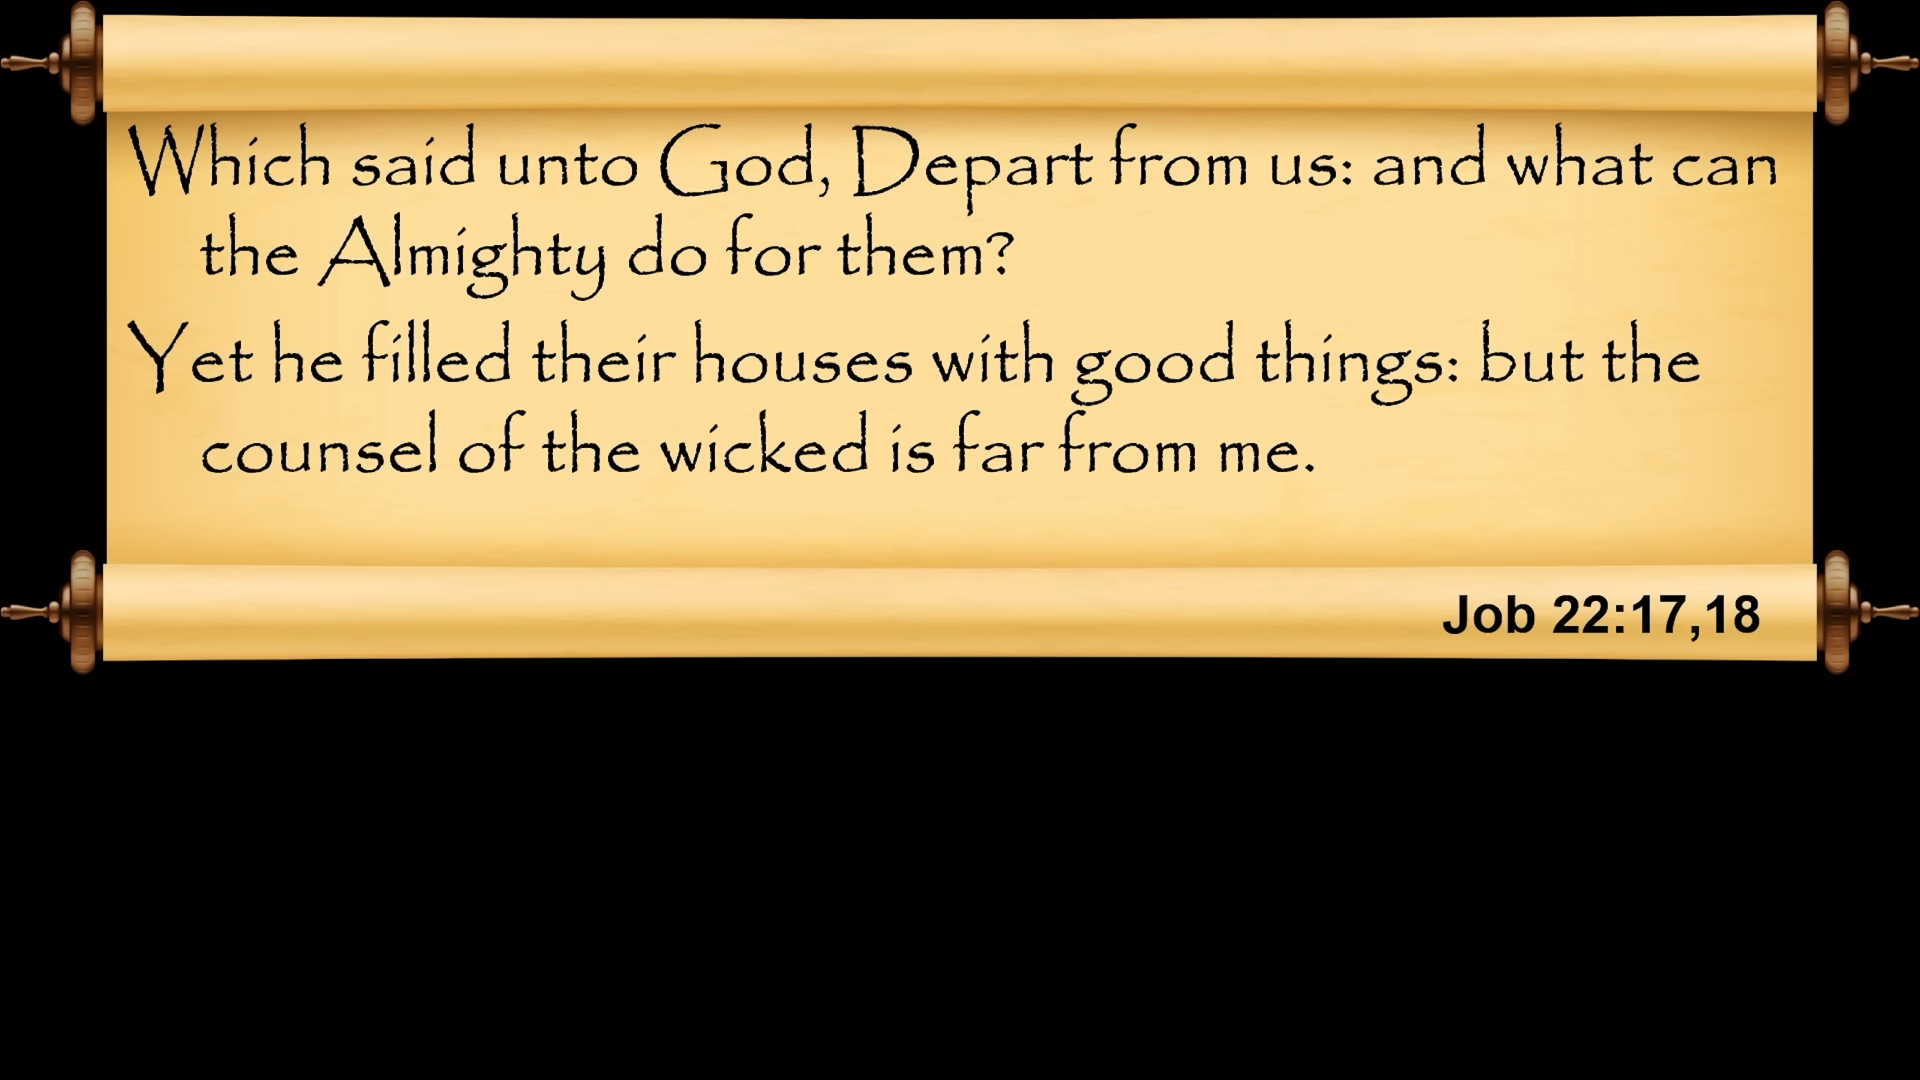 Which said unto God, Depart from us: and what can
the Almighty do for them?
Yet he filled their houses with good things: but the
counsel of the wicked is far from me.
Job 22:17,18